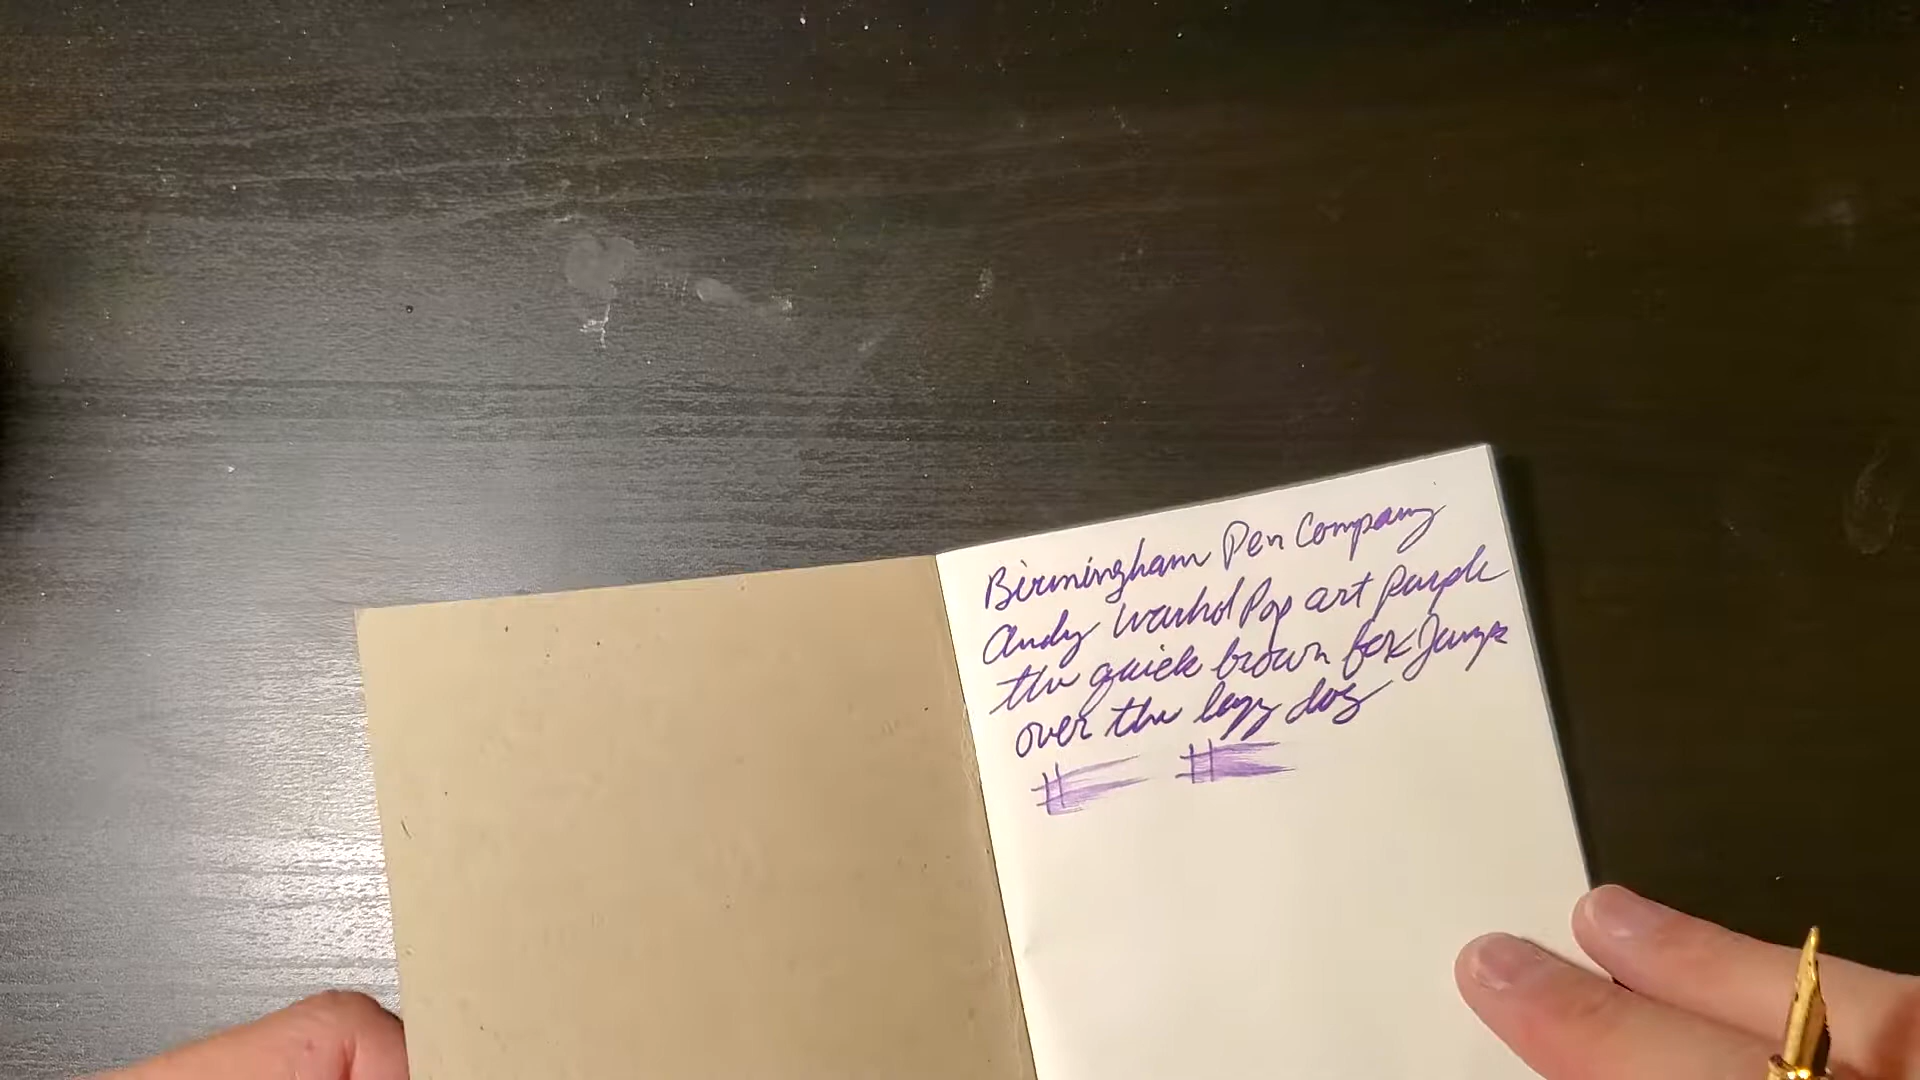 Birmingham Pen Company
Andy Warhol Pop art purple
the quick brown fox Jumps
over the lazy dog